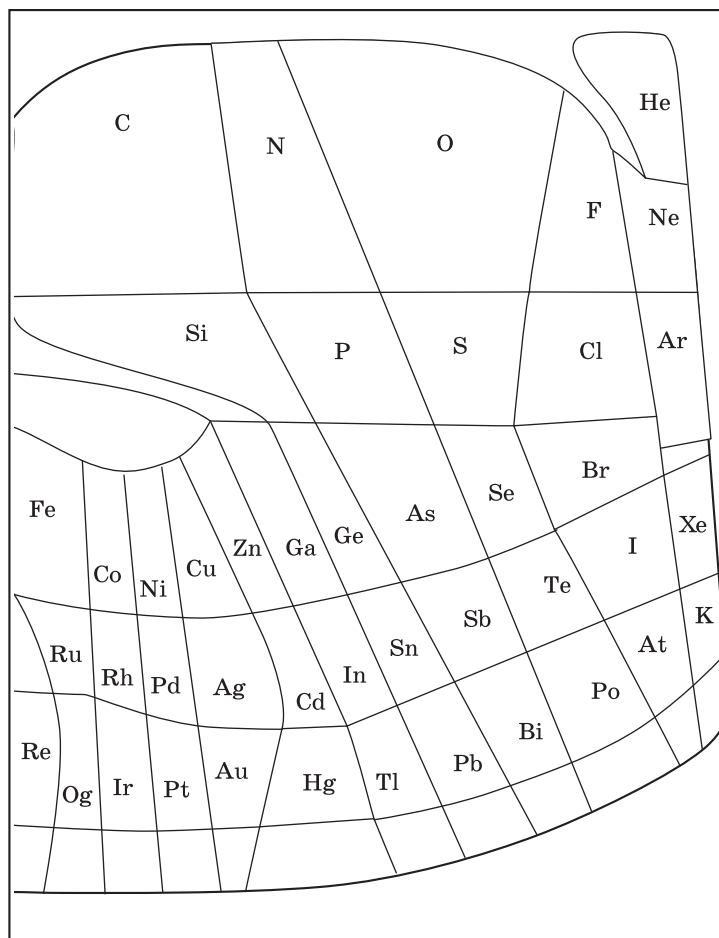 C N O F He
Ne
Si P S Cl Ar
Fe Co Ni Cu Zn Ga Ge As Se Br
Xe
Ru Rh Pd Ag Cd In Sn Sb Te I
K
Re Og Ir Pt Au Hg Tl Pb Bi Po At